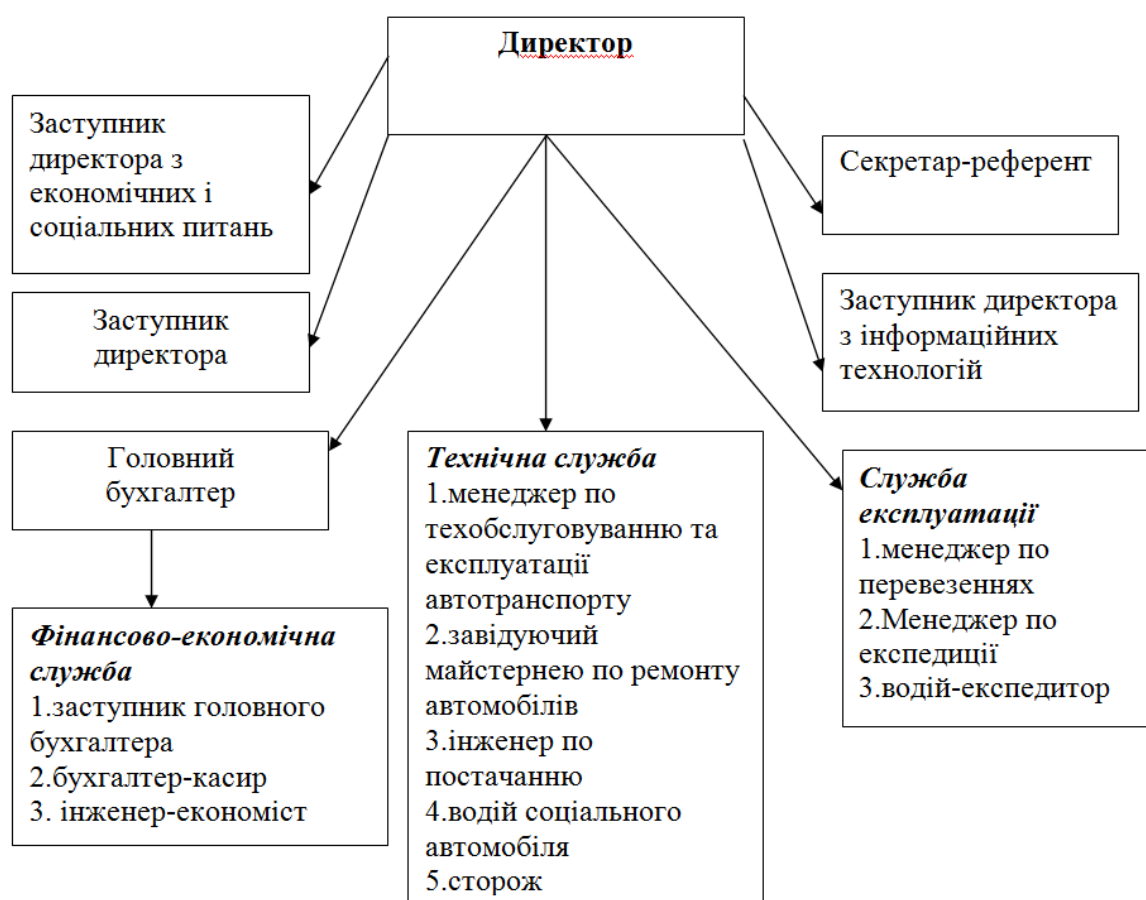 Директор
Заступник
директора з
економічних і
соціальних питань
Секретар-референт
Заступник
директора
Заступник директора
з інформаційних
технологій
Головний
бухгалтер
Технічна служба
1.менеджер по
техобслуговуванню та
експлуатації
автотранспорту
2.завідуючий
майстернею по ремонту
автомобілів
3.інженер по
постачанню
4.водій соціального
автомобіля
5.сторож
Служба
експлуатації
1.менеджер по
перевезеннях
2.Менеджер по
експедиції
3.водій-експедитор
Фінансово-економічна
служба
1.заступник головного
бухгалтера
2.бухгалтер-касир
3. інженер-економіст